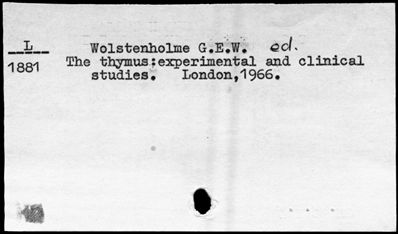 L Wolstenholme G.E.W. ed.
1881 The thymus:experimental and clinical
studies. London,1966.